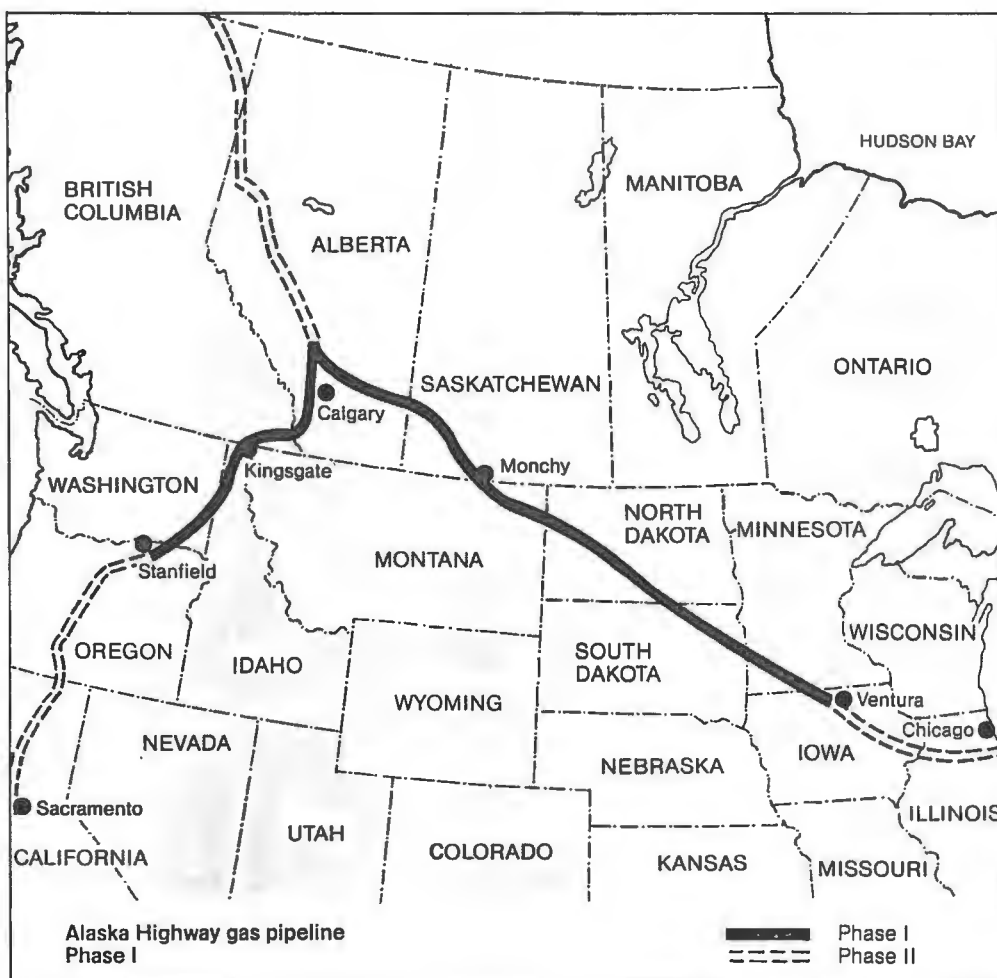 HUDSON BAY
BRITISH
COLUMBIA
MANITOBA
ALBERTA
ONTARIO
SASKATCHEWAN
Calgary
Kingsgate
Monchy
WASHINGTON
NORTH
DAKOTA
MINNESOTA
Stanfield
MONTANA
WISCONSIN
OREGON
IDAHO
SOUTH
DAKOTA
WYOMING
Ventura
Chicago
NEVADA
IOWA
NEBRASKA
Sacramento
ILLINOIS
UTAH
CALIFORNIA
COLORADO
KANSAS
MISSOURI
Alaska Highway gas pipeline
Phase I
Phase I
Phase II